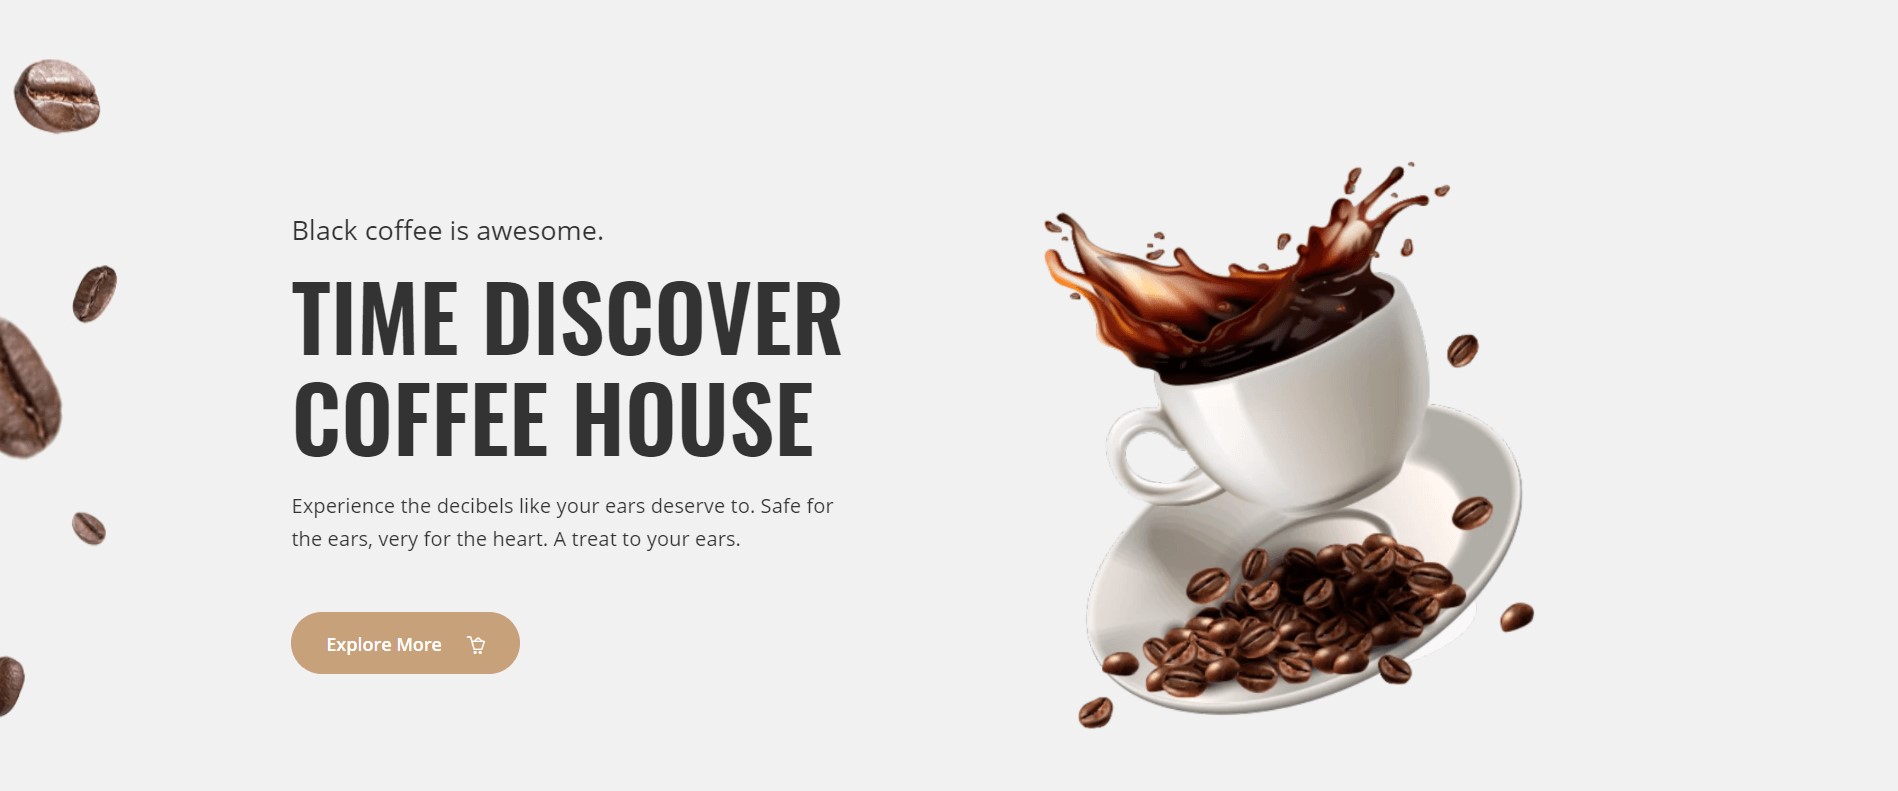 Black coffee is awesome.
TIME DISCOVER
COFFEE HOUSE
Experience the decibels like your ears deserve to. Safe for
the ears, very for the heart. A treat to your ears.
Explore More